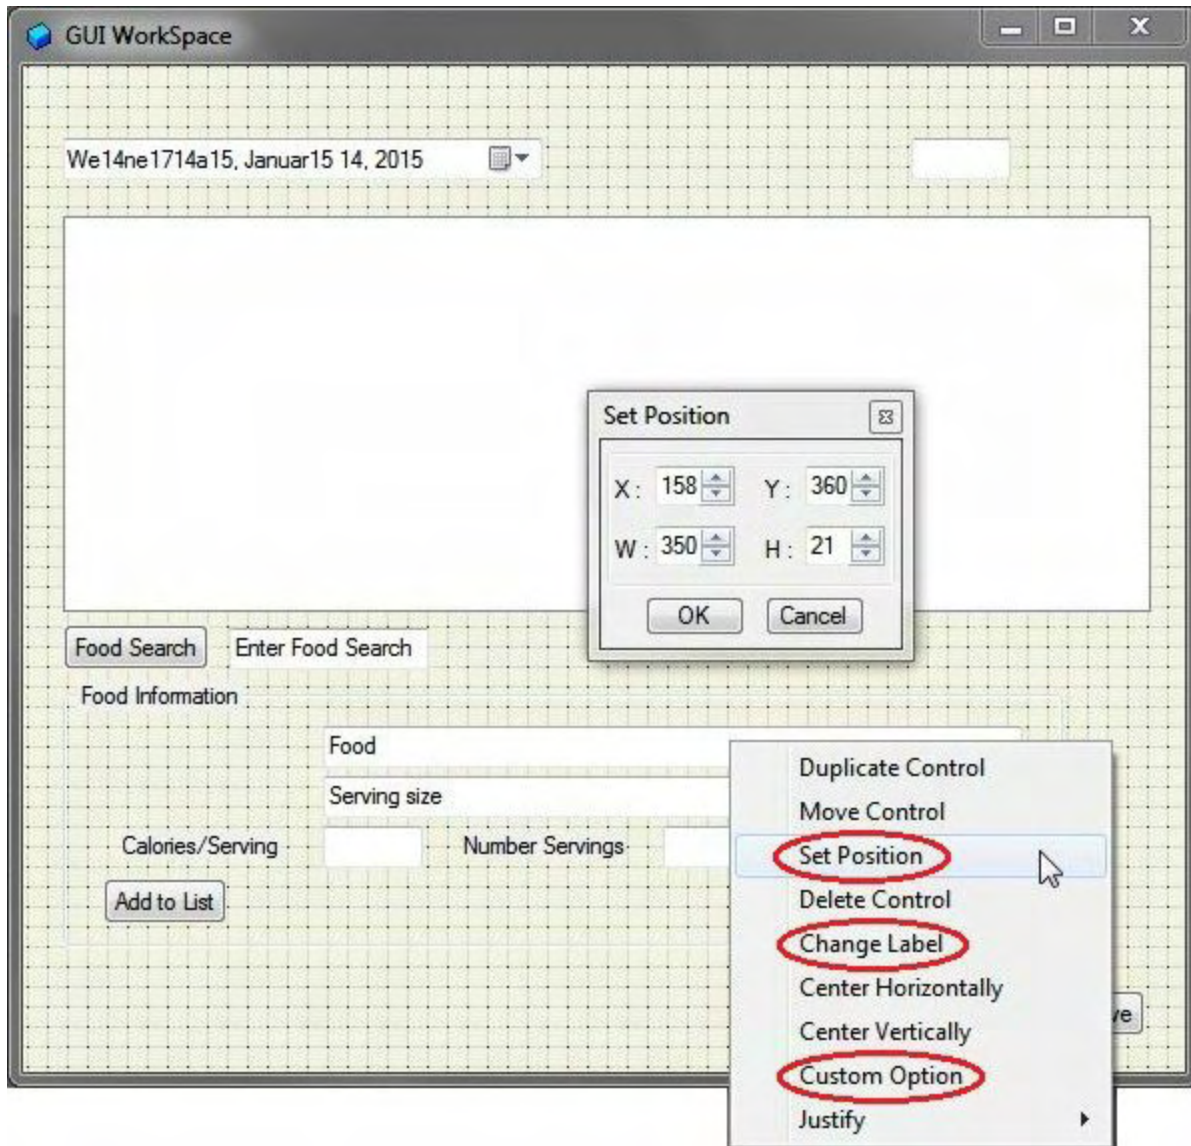 GUI WorkSpace
We14ne1714a15, Januar15 14, 2015
Set Position
X : 158 Y : 360
W : 350 H : 21
OK Cancel
Food Search Enter Food Search
Food Information
Food
Serving size
Calories/Serving Number Servings
Add to List
Duplicate Control
Move Control
Set Position
Delete Control
Change Label
Center Horizontally
Center Vertically
Custom Option
Justify